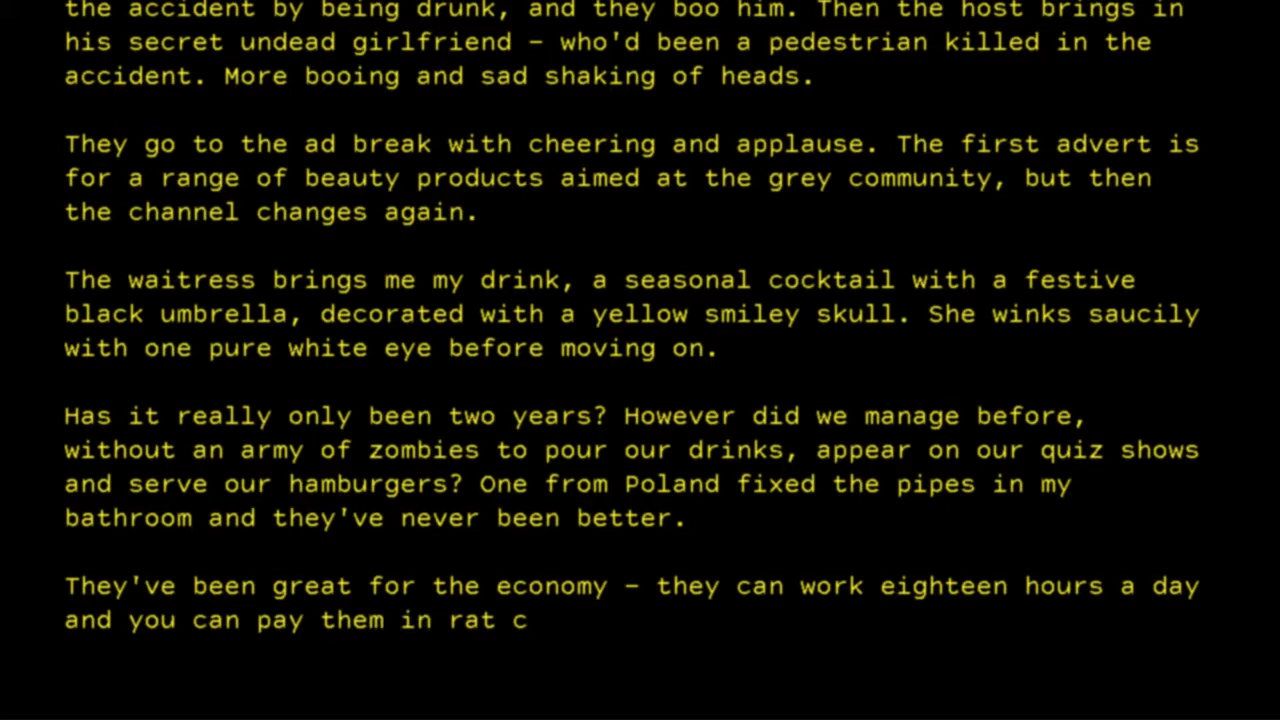 the accident by being drunk, and they boo him. Then the host brings in
his secret undead girlfriend – who'd been a pedestrian killed in the
accident. More booing and sad shaking of heads.
They go to the ad break with cheering and applause. The first advert is
for a range of beauty products aimed at the grey community, but then
the channel changes again.
The waitress brings me my drink, a seasonal cocktail with a festive
black umbrella, decorated with a yellow smiley skull. She winks saucily
with one pure white eye before moving on.
Has it really only been two years? However did we manage before,
without an army of zombies to pour our drinks, appear on our quiz shows
and serve our hamburgers? One from Poland fixed the pipes in my
bathroom and they've never been better.
They've been great for the economy – they can work eighteen hours a day
and you can pay them in rat c